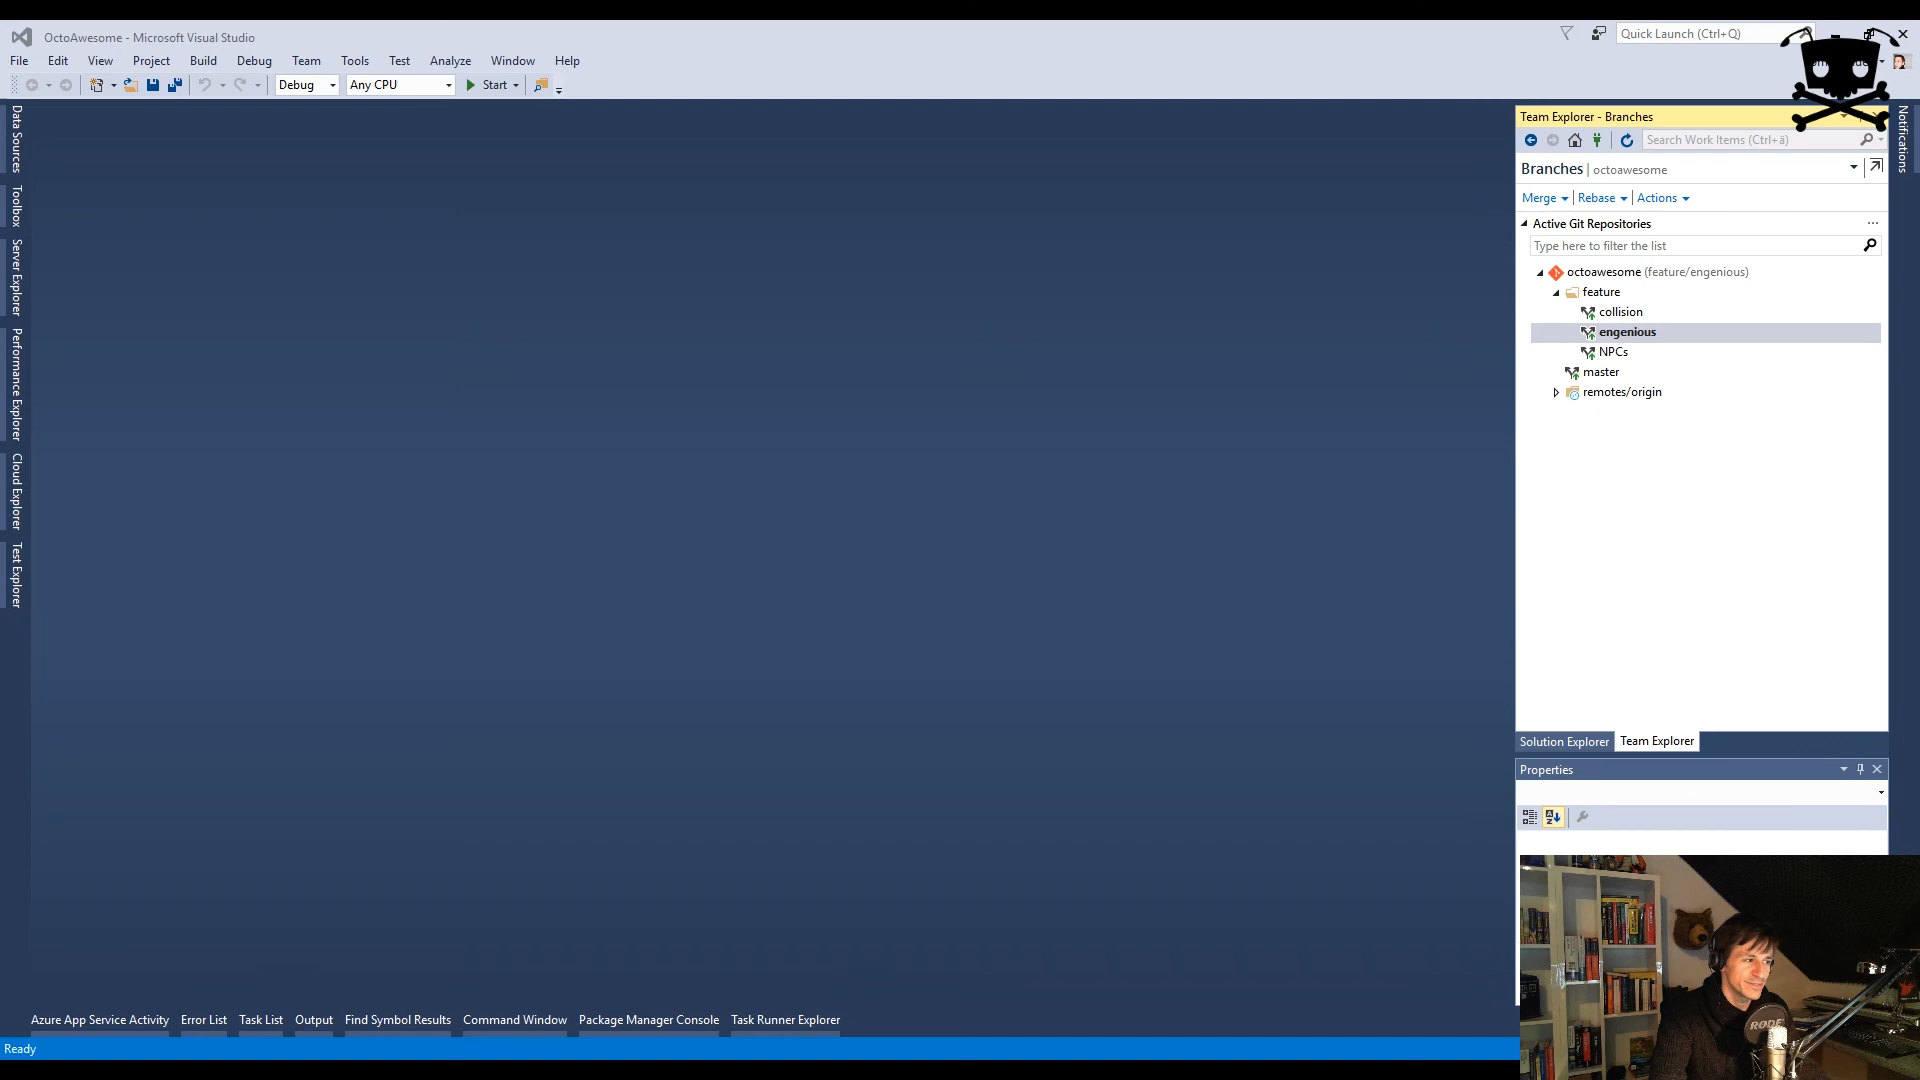 OctoAwesome - Microsoft Visual Studio
Quick Launch (Ctrl+Q)
File Edit View Project Build Debug Team Tools Test Analyze Window Help
Debug Any CPU Start
Data Sources
Toolbox
Server Explorer
Performance Explorer
Cloud Explorer
Test Explorer
Notifications
Team Explorer - Branches
Search Work Items (Ctrl+ä)
Branches | octoawesome
Merge Rebase Actions
Active Git Repositories
Type here to filter the list
octoawesome (feature/engenious)
feature
collision
engenious
NPCs
master
remotes/origin
Solution Explorer Team Explorer
Properties
RØDE
Azure App Service Activity Error List Task List Output Find Symbol Results Command Window Package Manager Console Task Runner Explorer
Ready